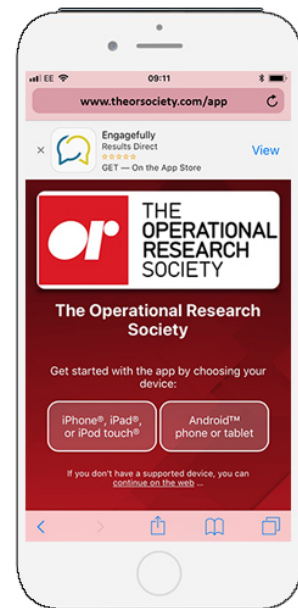 EE 09:11
www.theorsociety.com/app
Engagefully
Results Direct
GET — On the App Store
View
or
THE
OPERATIONAL
RESEARCH
SOCIETY
The Operational Research
Society
Get started with the app by choosing your
device:
iPhone®, iPad®,
or iPod touch®
Android™
phone or tablet
If you don't have a supported device, you can
continue on the web ...